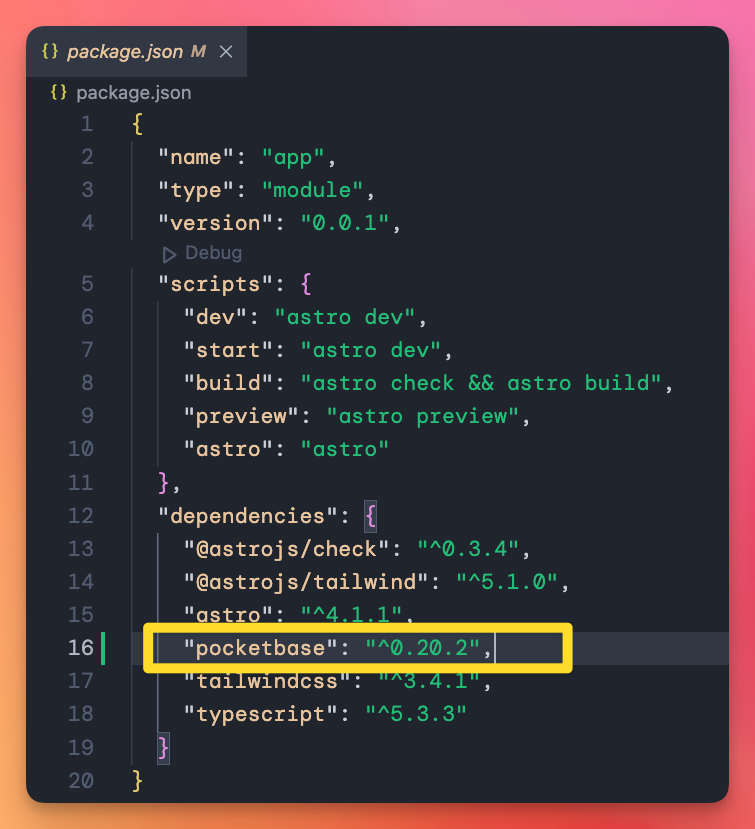 {} package.json M ×
{} package.json
1 {
2 "name": "app",
3 "type": "module",
4 "version": "0.0.1",
Debug
5 "scripts": {
6 "dev": "astro dev",
7 "start": "astro dev",
8 "build": "astro check && astro build",
9 "preview": "astro preview",
10 "astro": "astro"
11 },
12 "dependencies": {
13 "@astrojs/check": "^0.3.4",
14 "@astrojs/tailwind": "^5.1.0",
15 "astro": "^4.1.1",
16 "pocketbase": "^0.20.2",
17 "tailwindcss": "^3.4.1",
18 "typescript": "^5.3.3"
19 }
20 }